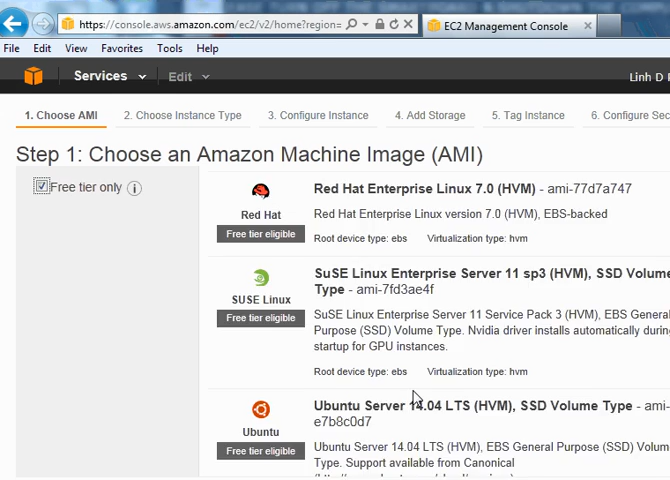 https://console.aws.amazon.com/ec2/v2/home?region=
EC2 Management Console
File Edit View Favorites Tools Help
Services Edit Linh D
1. Choose AMI 2. Choose Instance Type 3. Configure Instance 4. Add Storage 5. Tag Instance 6. Configure Sec
Step 1: Choose an Amazon Machine Image (AMI)
Free tier only
Red Hat
Free tier eligible
Red Hat Enterprise Linux 7.0 (HVM) - ami-77d7a747
Red Hat Enterprise Linux version 7.0 (HVM), EBS-backed
Root device type: ebs Virtualization type: hvm
SUSE Linux
Free tier eligible
SuSE Linux Enterprise Server 11 sp3 (HVM), SSD Volume
Type - ami-7fd3ae4f
SuSE Linux Enterprise Server 11 Service Pack 3 (HVM), EBS General
Purpose (SSD) Volume Type. Nvidia driver installs automatically during
startup for GPU instances.
Root device type: ebs Virtualization type: hvm
Ubuntu
Free tier eligible
Ubuntu Server 14.04 LTS (HVM), SSD Volume Type - ami-
e7b8c0d7
Ubuntu Server 14.04 LTS (HVM), EBS General Purpose (SSD) Volume
Type. Support available from Canonical